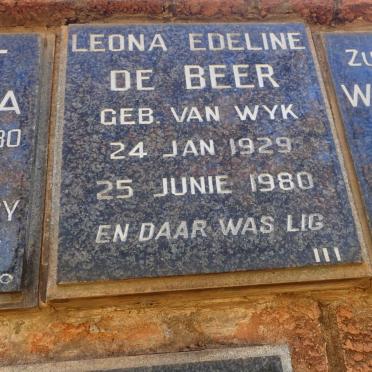 LEONA EDELINE
DE BEER
GEB. VAN WYK
24 JAN 1929
25 JUNIE 1980
EN DAAR WAS LIG
III